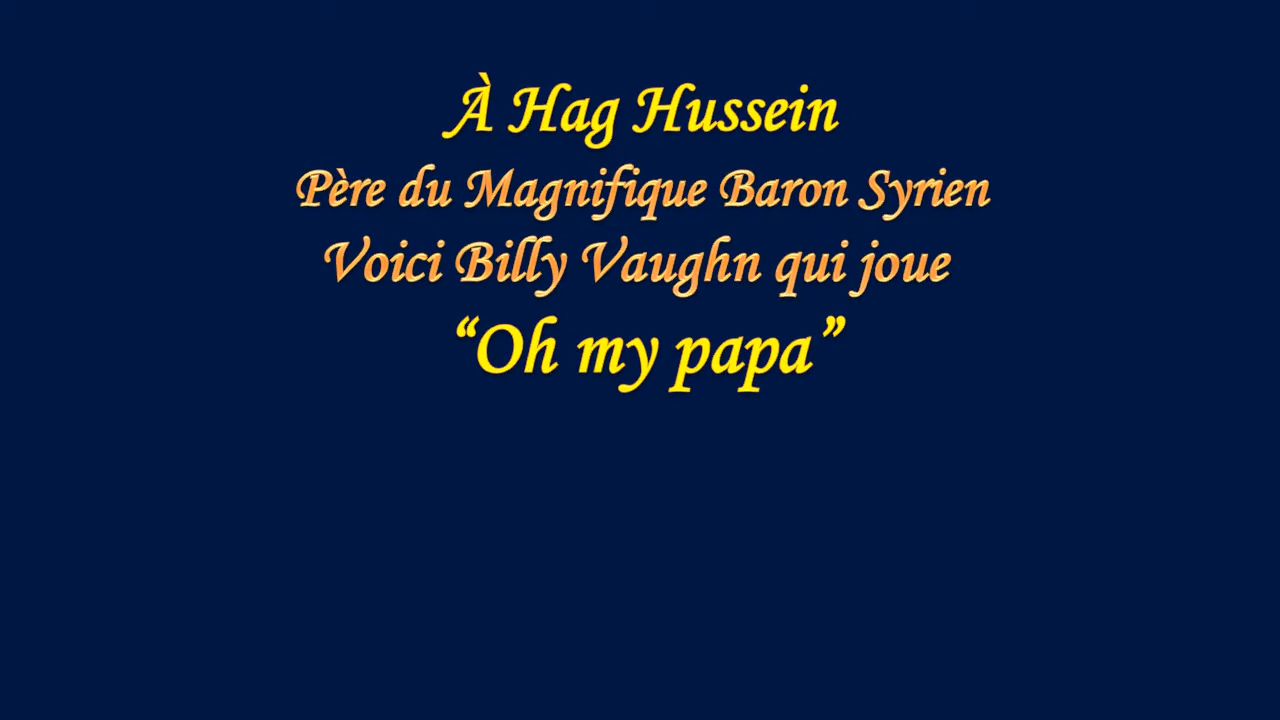 À Hag Hussein
Père du Magnifique Baron Syrien
Voici Billy Vaughn qui joue
“Oh my papa”